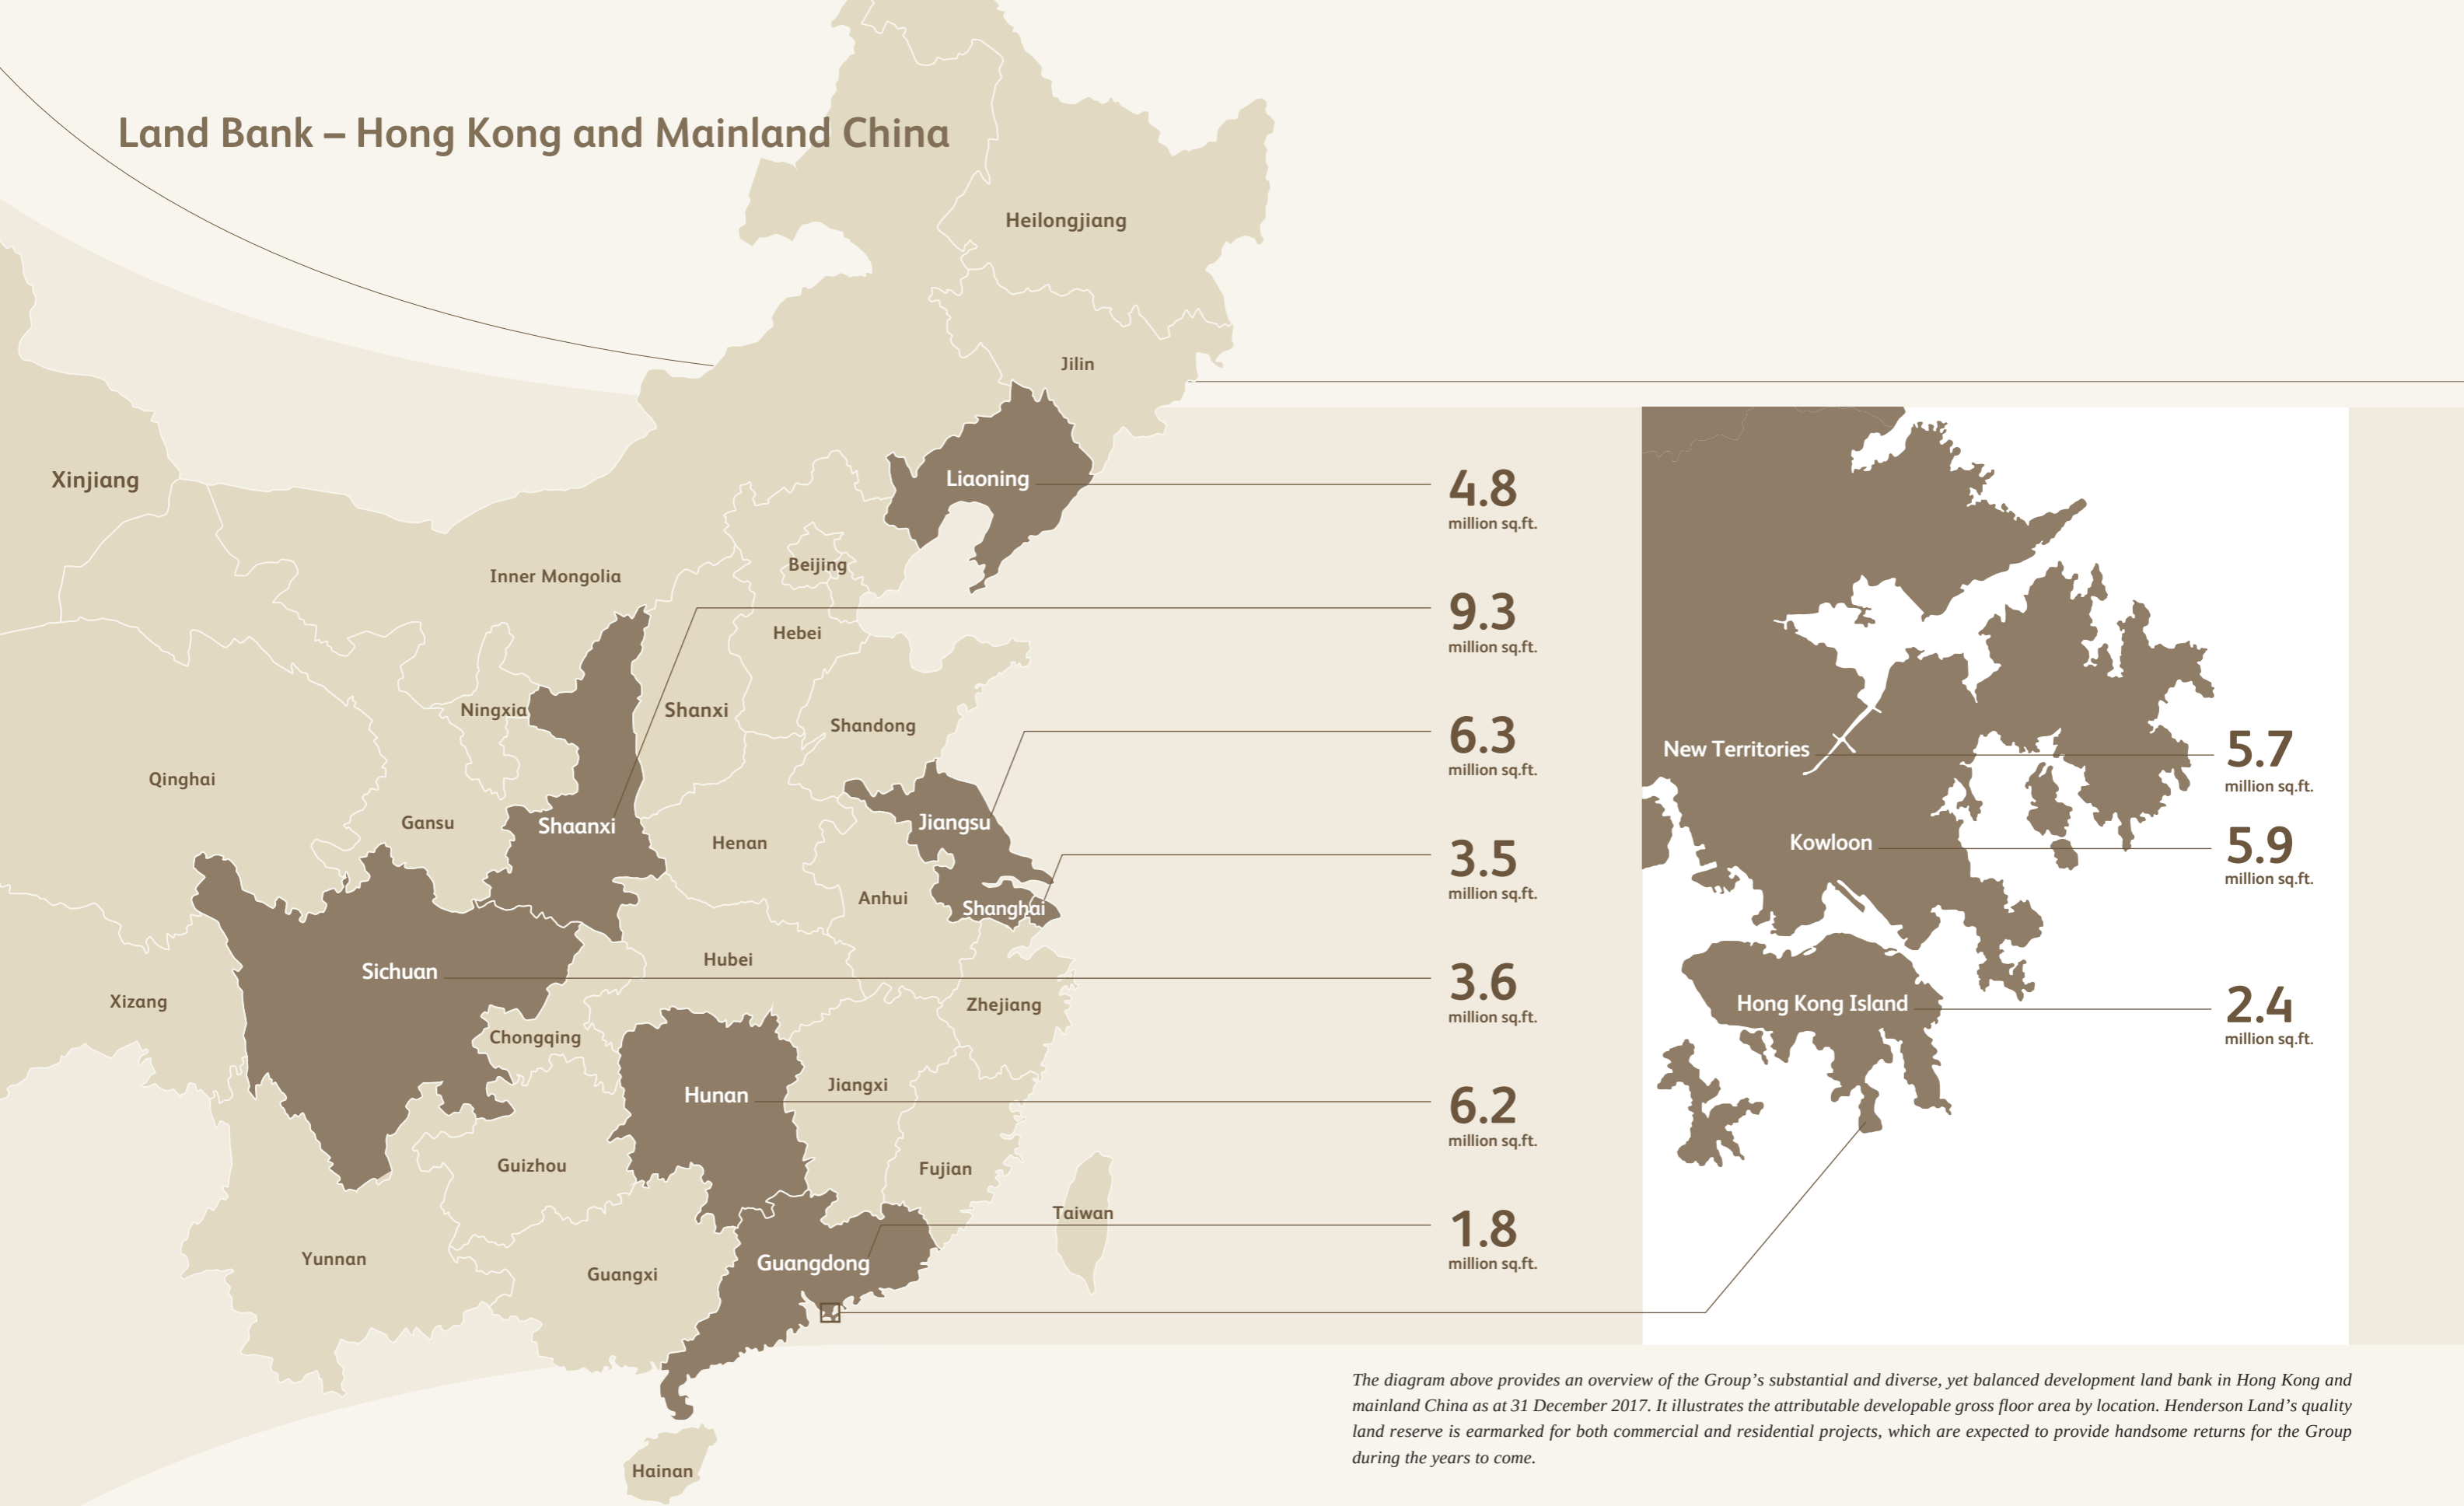 Land Bank – Hong Kong and Mainland China
Heilongjiang
Jilin
Xinjiang
Liaoning
4.8
million sq.ft.
Beijing
Inner Mongolia
9.3
million sq.ft.
Hebei
Ningxia
Shanxi
Shandong
6.3
million sq.ft.
Qinghai
Gansu
Shaanxi
Jiangsu
Henan
3.5
million sq.ft.
Anhui
Shanghai
Sichuan
Hubei
3.6
million sq.ft.
Xizang
Zhejiang
Chongqing
Jiangxi
Hunan
6.2
million sq.ft.
Guizhou
Fujian
Taiwan
1.8
million sq.ft.
Yunnan
Guangxi
Guangdong
Hainan
New Territories
5.7
million sq.ft.
Kowloon
5.9
million sq.ft.
Hong Kong Island
2.4
million sq.ft.
The diagram above provides an overview of the Group’s substantial and diverse, yet balanced development land bank in Hong Kong and
mainland China as at 31 December 2017. It illustrates the attributable developable gross floor area by location. Henderson Land’s quality
land reserve is earmarked for both commercial and residential projects, which are expected to provide handsome returns for the Group
during the years to come.